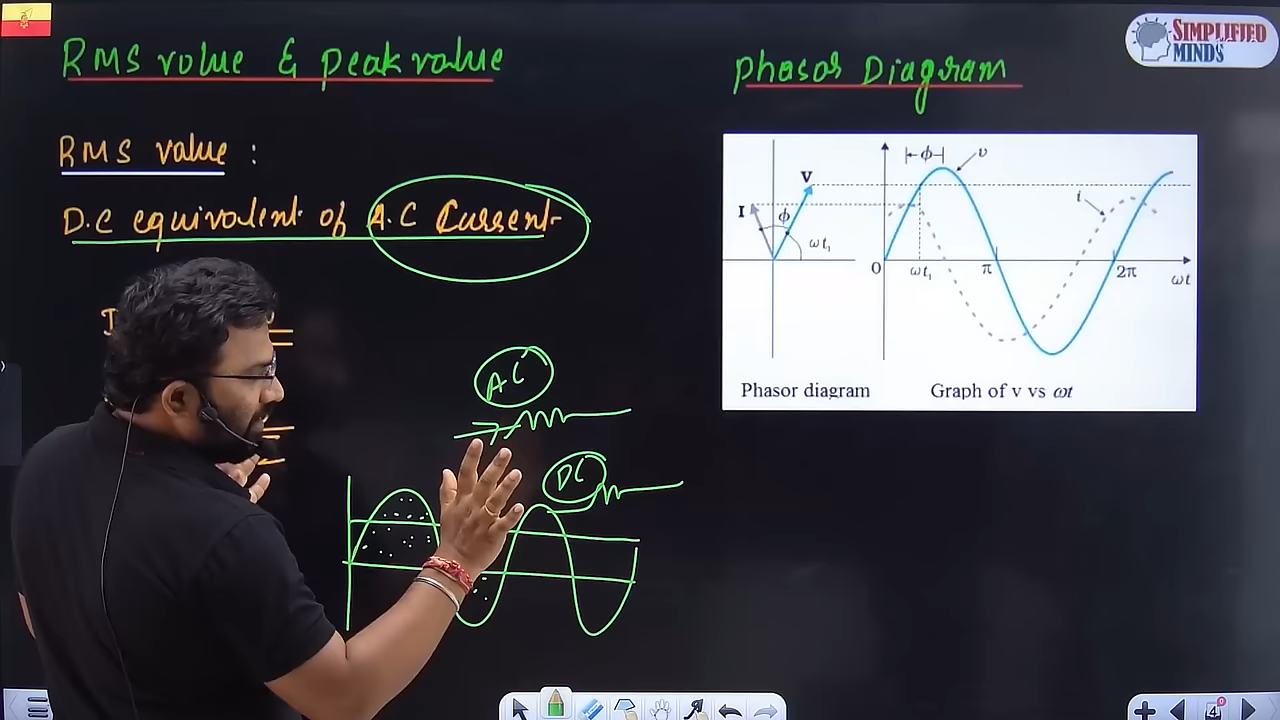 RMS value & peak value
RMS value :
D.C equivalent of A.C Current
AC
DC
Phasor Diagram
SIMPLIFIED
MINDS
V
I
ϕ
ωt₁
ϕ
v
i
0
ωt₁
π
2π
ωt
Phasor diagram
Graph of v vs ωt
4